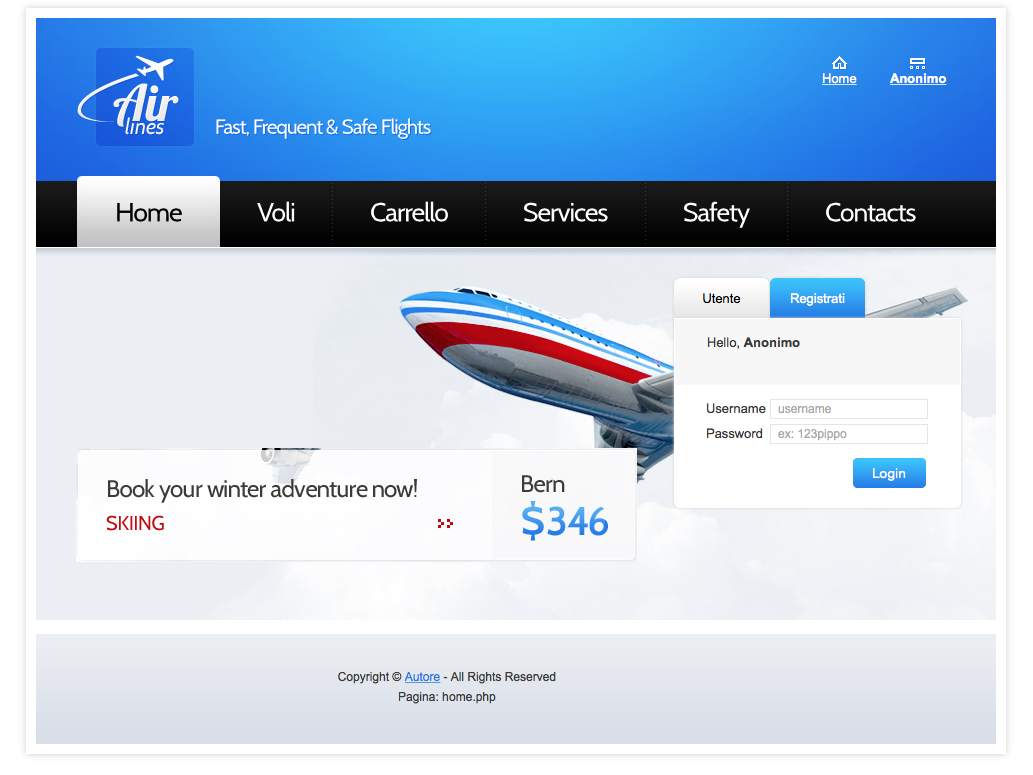 Air
lines
Fast, Frequent & Safe Flights
Home
Anonimo
Home
Voli
Carrello
Services
Safety
Contacts
Utente
Registrati
Hello, Anonimo
Username username
Password ex: 123pippo
Login
Book your winter adventure now!
SKIING
Bern
$346
Copyright © Autore - All Rights Reserved
Pagina: home.php